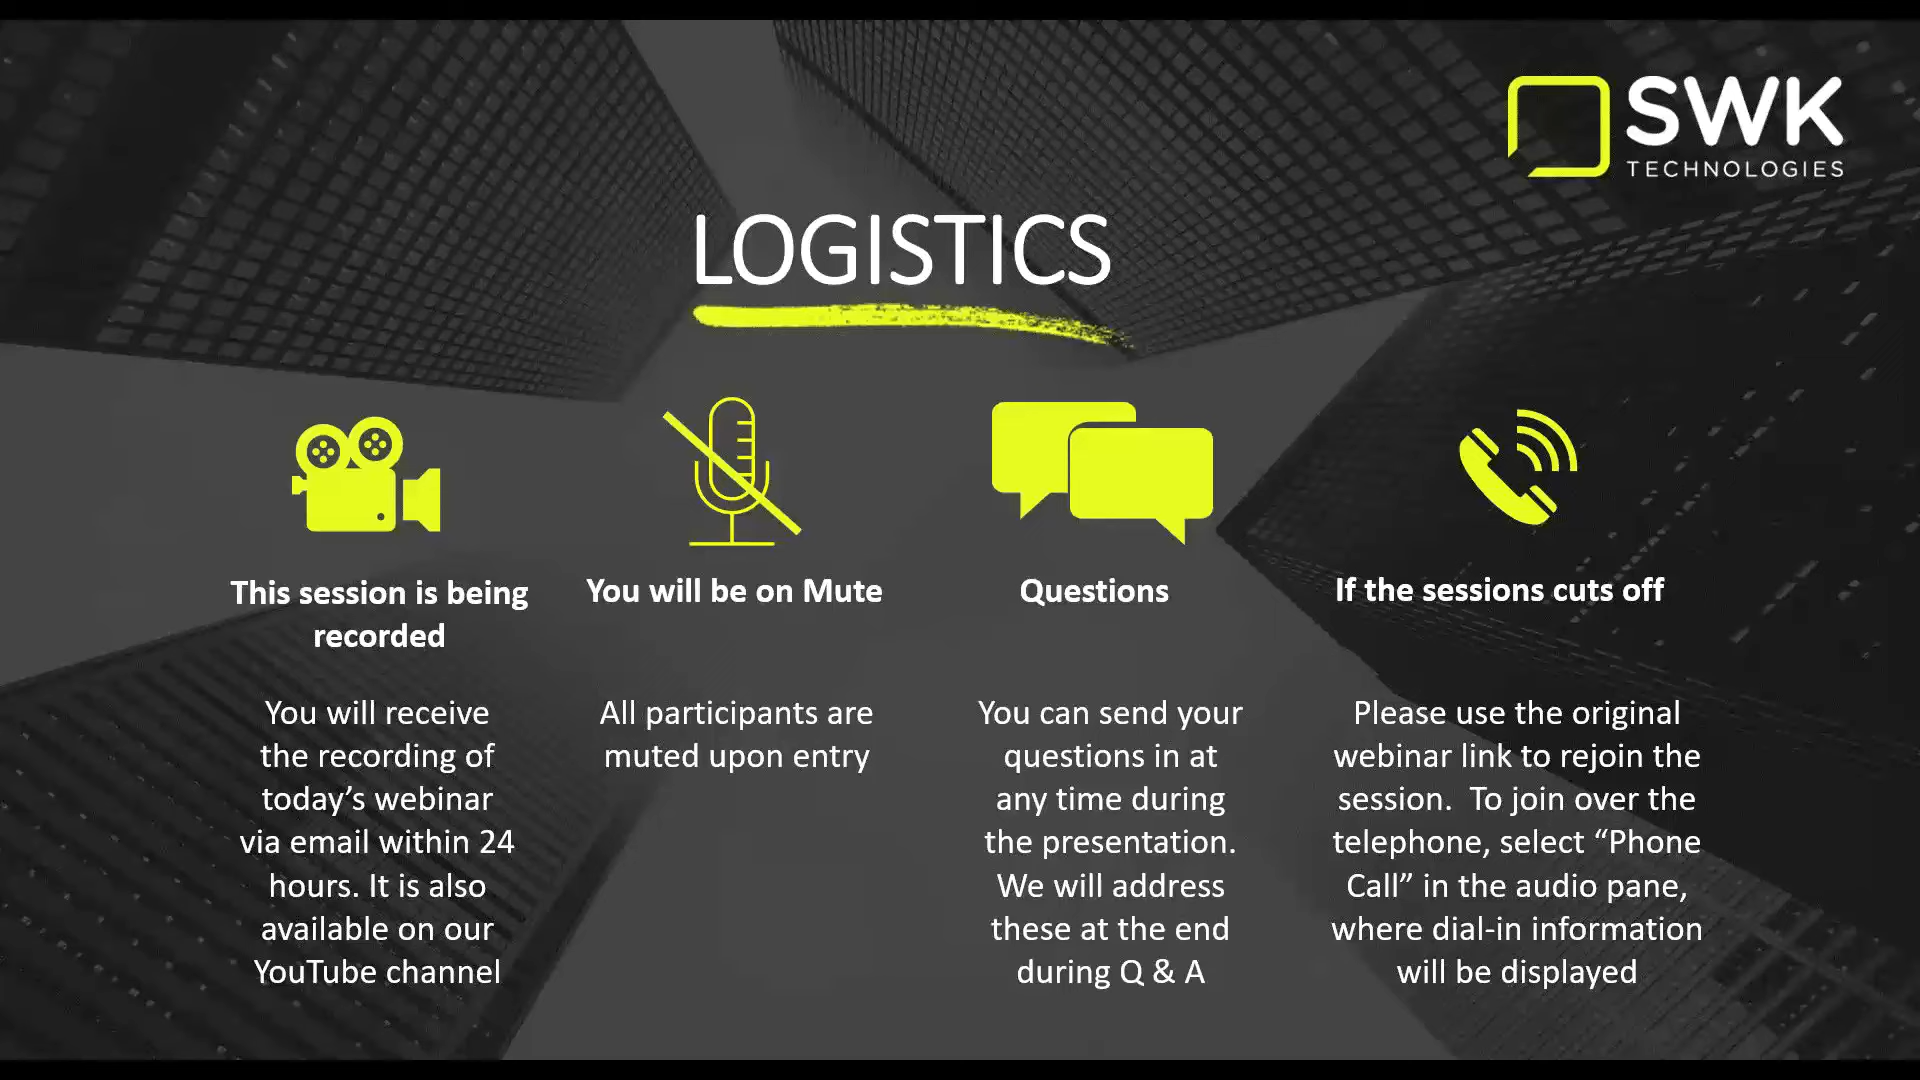 SWK
TECHNOLOGIES
LOGISTICS
This session is being
recorded
You will receive
the recording of
today’s webinar
via email within 24
hours. It is also
available on our
YouTube channel
You will be on Mute
All participants are
muted upon entry
Questions
You can send your
questions in at
any time during
the presentation.
We will address
these at the end
during Q & A
If the sessions cuts off
Please use the original
webinar link to rejoin the
session.  To join over the
telephone, select “Phone
Call” in the audio pane,
where dial-in information
will be displayed